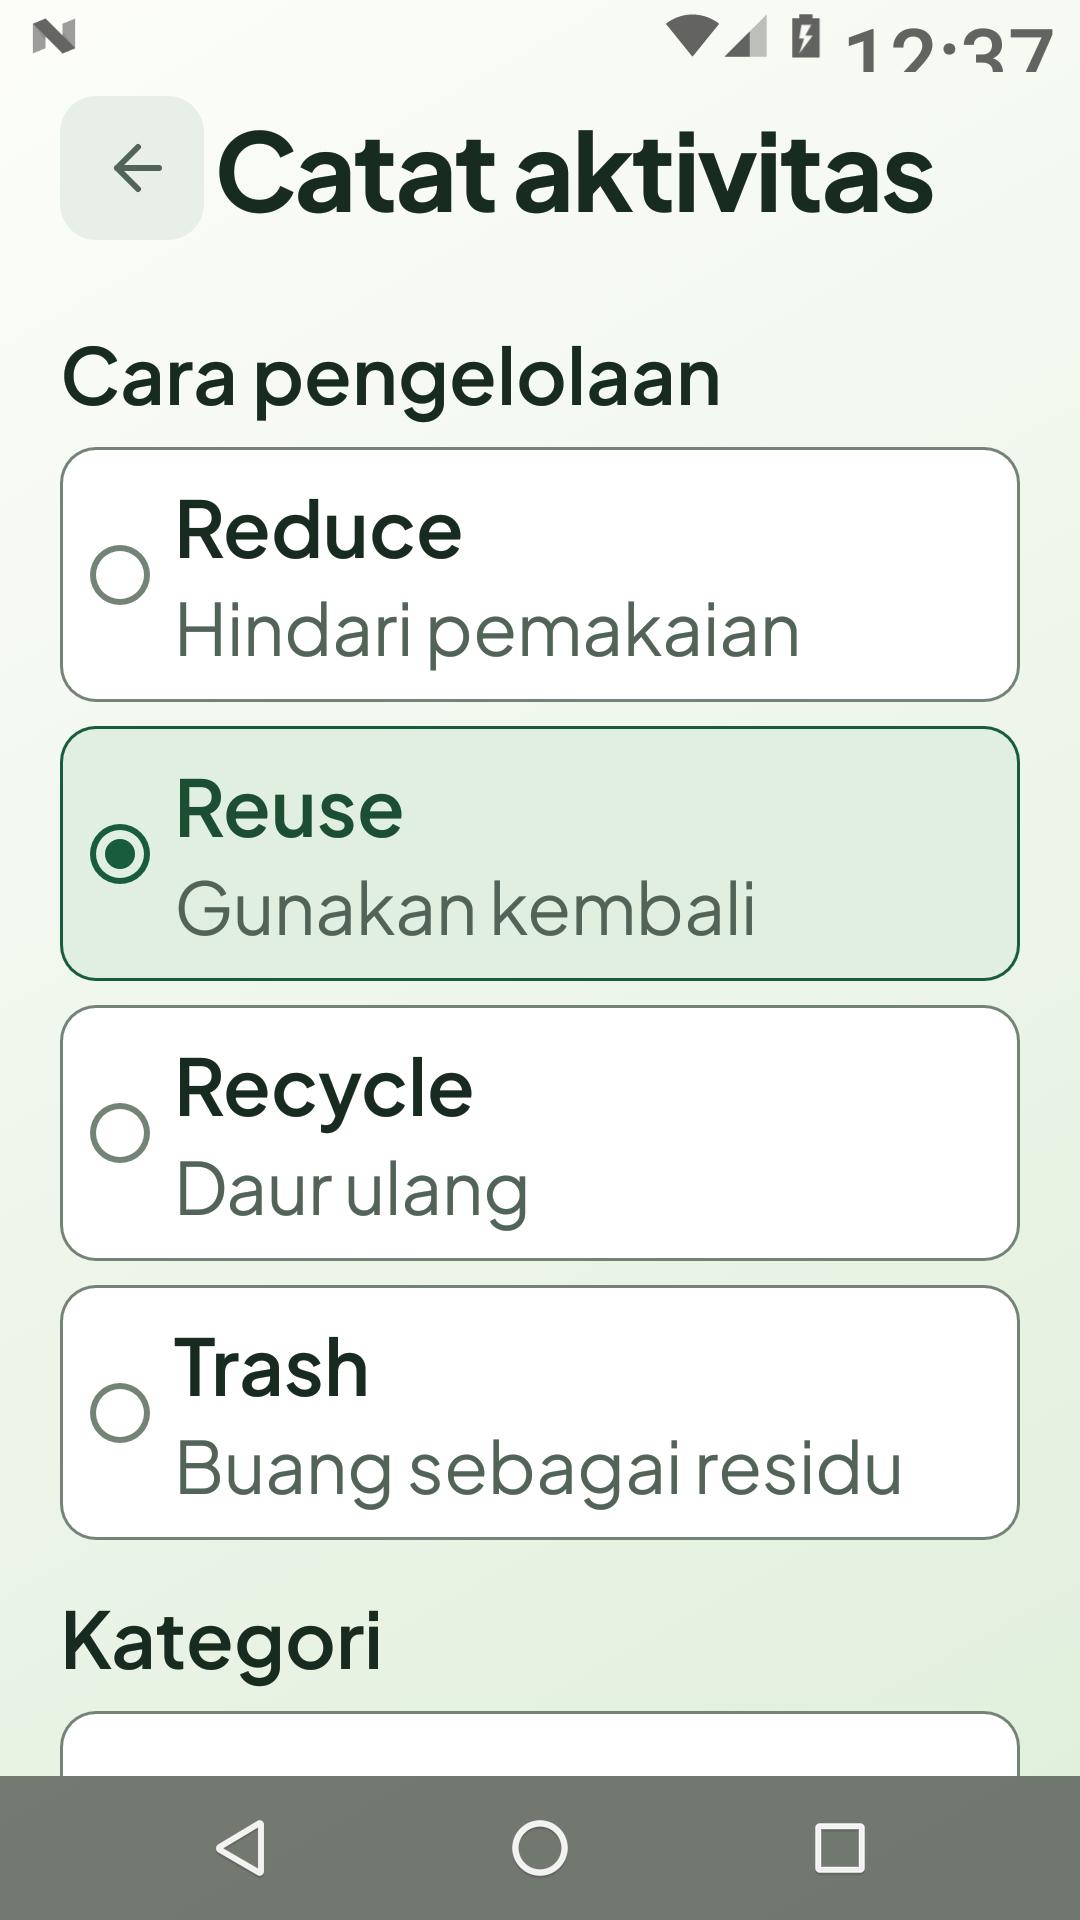 12:37
Catat aktivitas
Cara pengelolaan
Reduce
Hindari pemakaian
Reuse
Gunakan kembali
Recycle
Daur ulang
Trash
Buang sebagai residu
Kategori